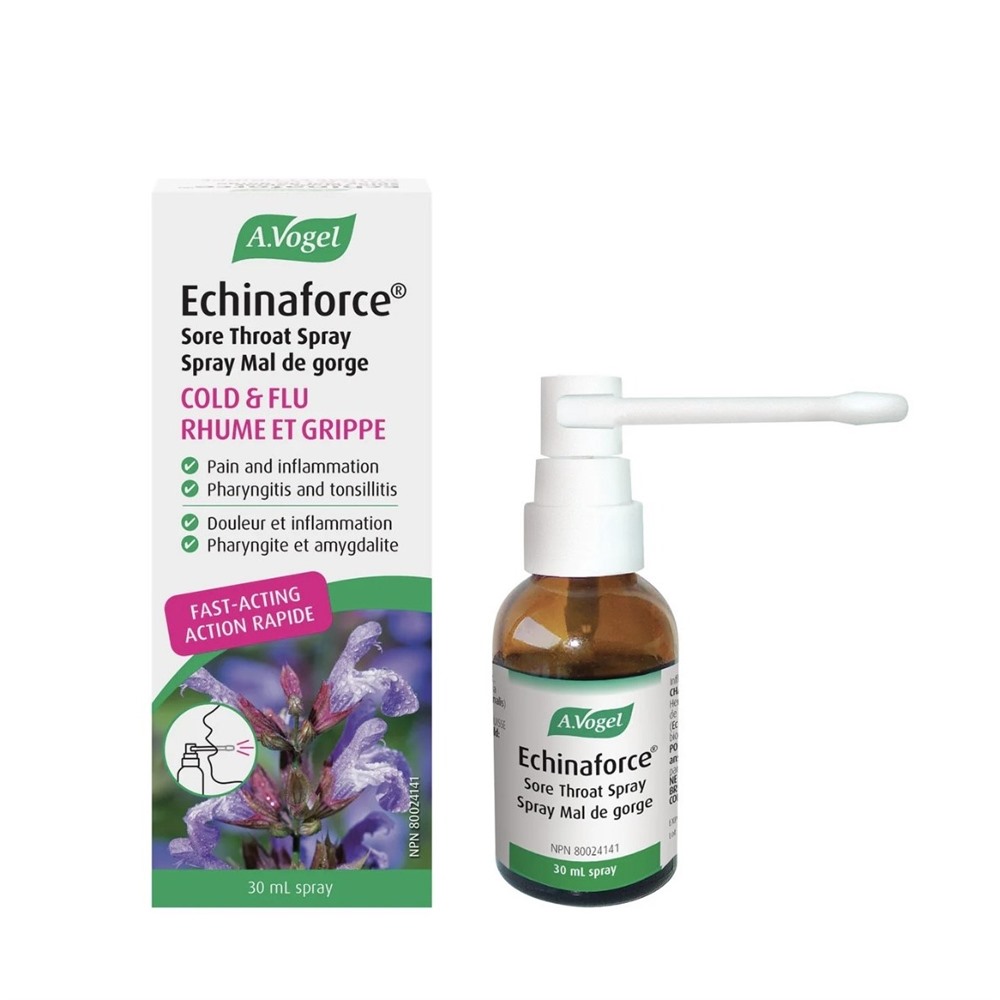 A.Vogel
Echinaforce®
Sore Throat Spray
Spray Mal de gorge
COLD & FLU
RHUME ET GRIPPE
Pain and inflammation
Pharyngitis and tonsillitis
Douleur et inflammation
Pharyngite et amygdalite
FAST-ACTING
ACTION RAPIDE
NPN 80024141
30 mL spray
A.Vogel
Echinaforce®
Sore Throat Spray
Spray Mal de gorge
NPN 80024141
30 mL spray